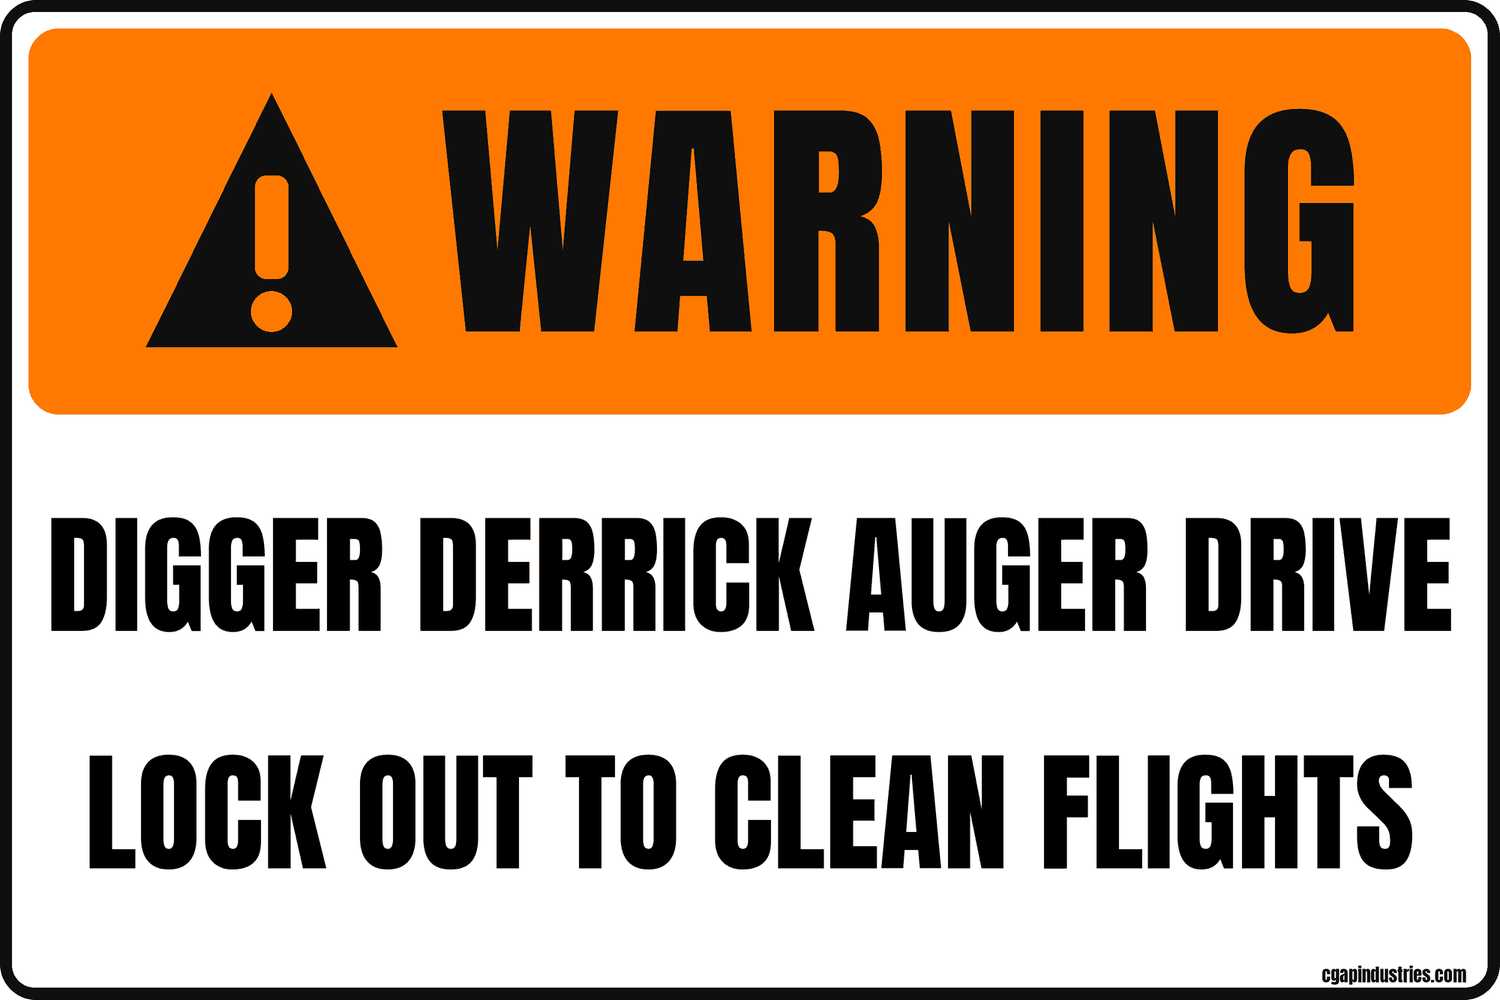 WARNING
DIGGER DERRICK AUGER DRIVE
LOCK OUT TO CLEAN FLIGHTS
cgapindustries.com